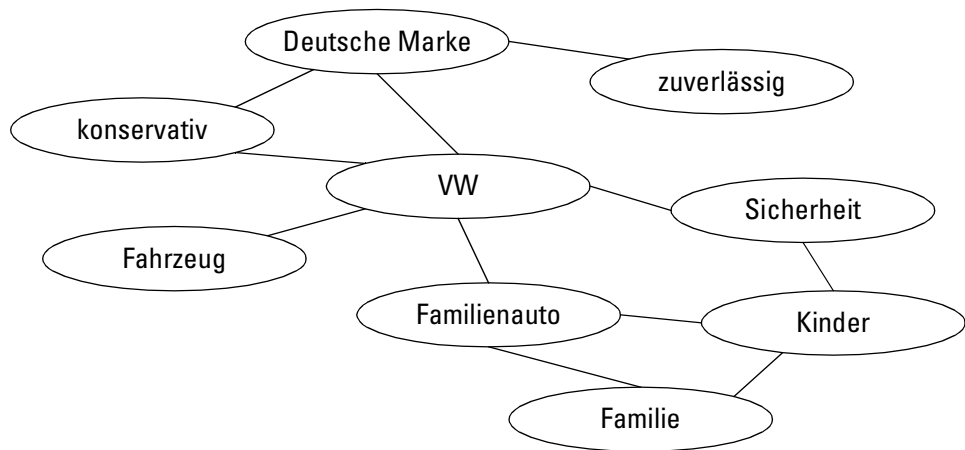 Deutsche Marke
zuverlässig
konservativ
VW
Sicherheit
Fahrzeug
Familienauto
Kinder
Familie